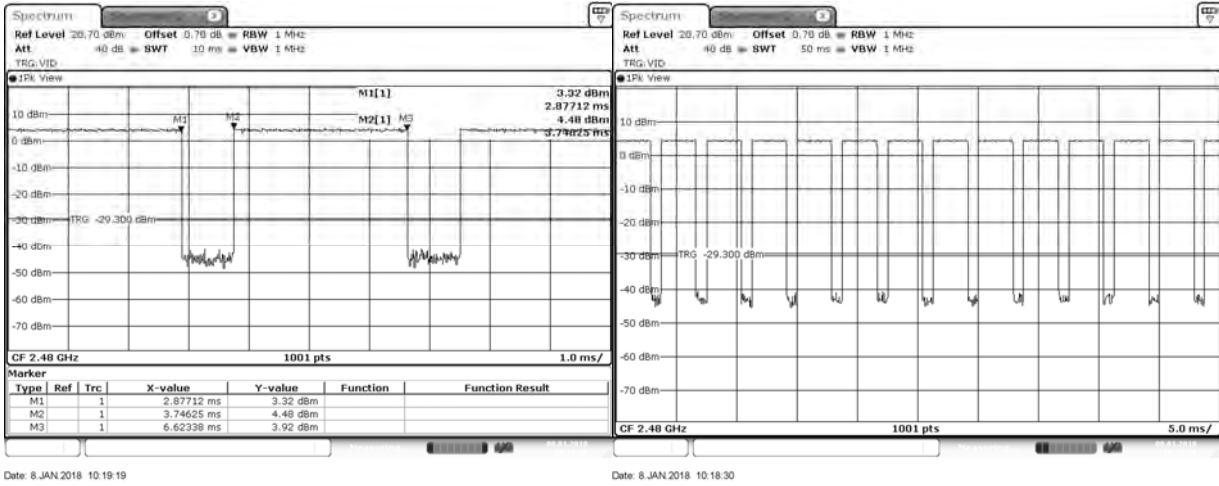 Spectrum
Ref Level 20.70 dBm Offset 0.70 dB RBW 1 MHz
Att 40 dB SWT 10 ms VBW 1 MHz
TRG:VID
1Pk View
M1[1] 3.32 dBm
2.87712 ms
M2[1] 4.48 dBm
3.74625 ms
M1
M2
M3
10 dBm
0 dBm
-10 dBm
-20 dBm
-30 dBm
TRG -29.300 dBm
-40 dBm
-50 dBm
-60 dBm
-70 dBm
CF 2.48 GHz 1001 pts 1.0 ms/
Marker
Type Ref Trc X-value Y-value Function Function Result
M1 1 2.87712 ms 3.32 dBm
M2 1 3.74625 ms 4.48 dBm
M3 1 6.62338 ms 3.92 dBm
Date: 8.JAN.2018 10:19:19
Spectrum
Ref Level 20.70 dBm Offset 0.70 dB RBW 1 MHz
Att 40 dB SWT 50 ms VBW 1 MHz
TRG:VID
1Pk View
10 dBm
0 dBm
-10 dBm
-20 dBm
-30 dBm
TRG -29.300 dBm
-40 dBm
-50 dBm
-60 dBm
-70 dBm
CF 2.48 GHz 1001 pts 5.0 ms/
Date: 8.JAN.2018 10:18:30